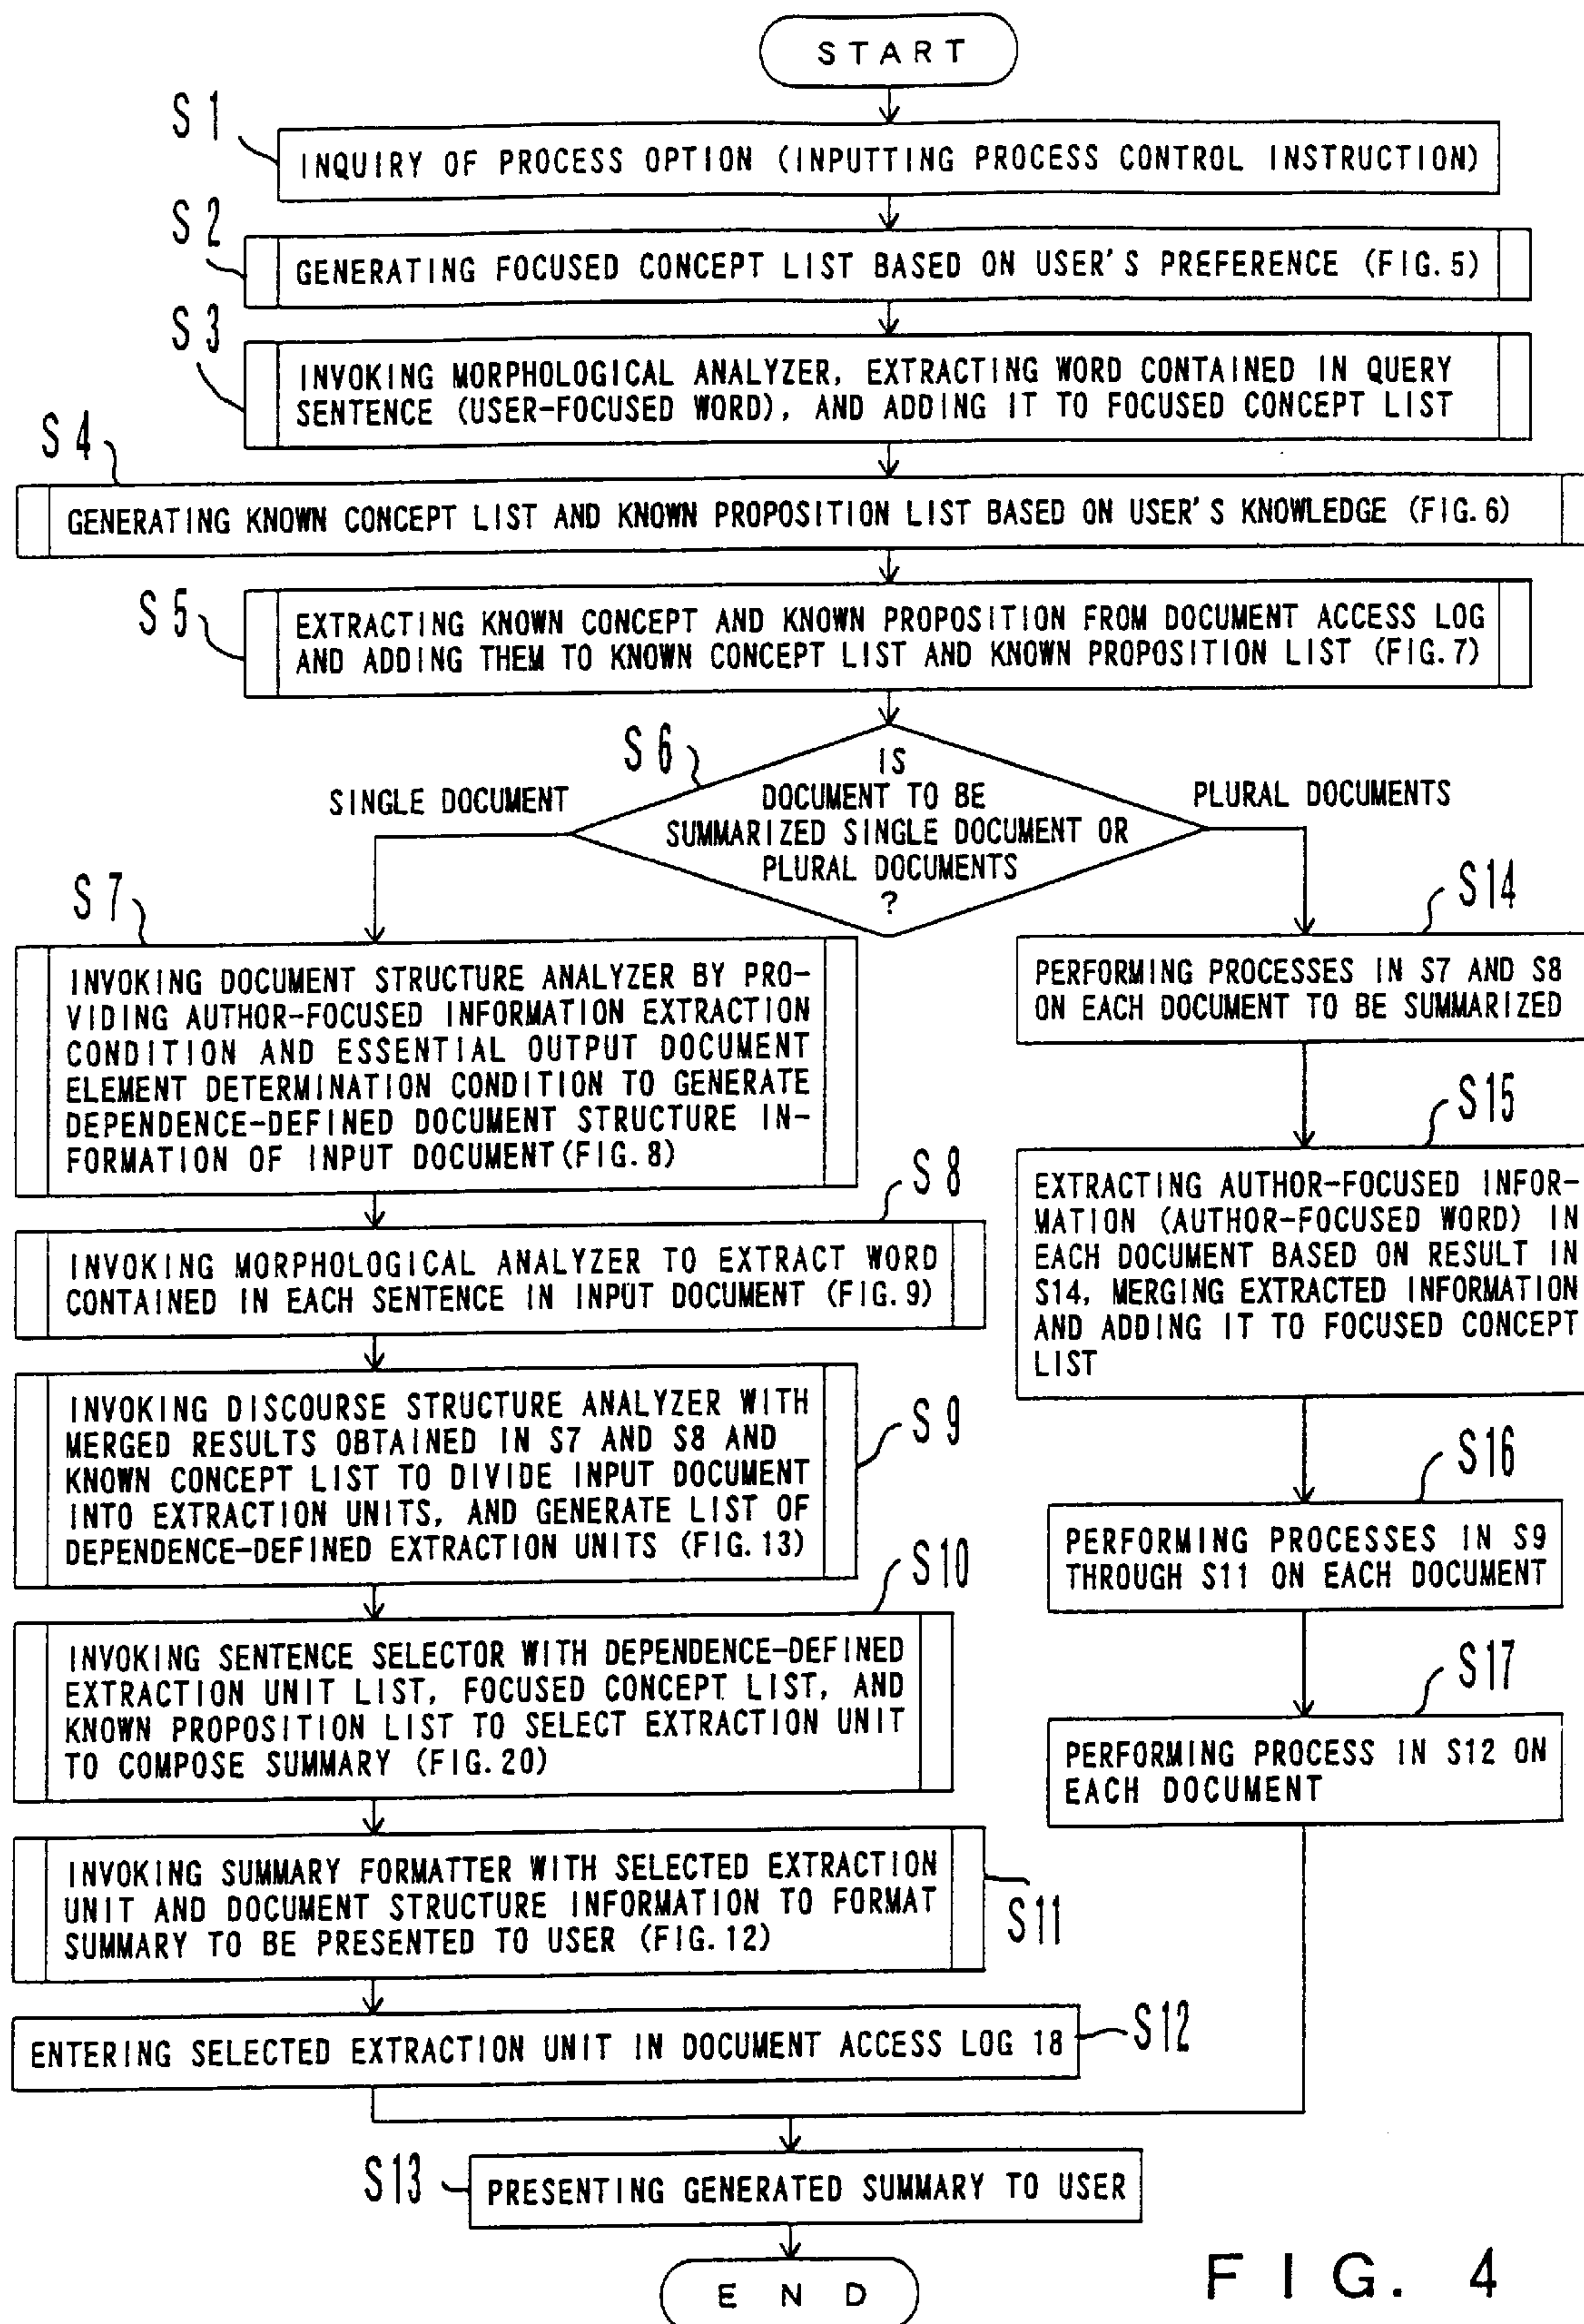 START
S1
INQUIRY OF PROCESS OPTION (INPUTTING PROCESS CONTROL INSTRUCTION)
S2
GENERATING FOCUSED CONCEPT LIST BASED ON USER'S PREFERENCE (FIG. 5)
S3
INVOKING MORPHOLOGICAL ANALYZER, EXTRACTING WORD CONTAINED IN QUERY
SENTENCE (USER-FOCUSED WORD), AND ADDING IT TO FOCUSED CONCEPT LIST
S4
GENERATING KNOWN CONCEPT LIST AND KNOWN PROPOSITION LIST BASED ON USER'S KNOWLEDGE (FIG. 6)
S5
EXTRACTING KNOWN CONCEPT AND KNOWN PROPOSITION FROM DOCUMENT ACCESS LOG
AND ADDING THEM TO KNOWN CONCEPT LIST AND KNOWN PROPOSITION LIST (FIG. 7)
S6
IS
DOCUMENT TO BE
SUMMARIZED SINGLE DOCUMENT OR
PLURAL DOCUMENTS
?
SINGLE DOCUMENT
PLURAL DOCUMENTS
S7
INVOKING DOCUMENT STRUCTURE ANALYZER BY PRO-
VIDING AUTHOR-FOCUSED INFORMATION EXTRACTION
CONDITION AND ESSENTIAL OUTPUT DOCUMENT
ELEMENT DETERMINATION CONDITION TO GENERATE
DEPENDENCE-DEFINED DOCUMENT STRUCTURE IN-
FORMATION OF INPUT DOCUMENT (FIG. 8)
S8
INVOKING MORPHOLOGICAL ANALYZER TO EXTRACT WORD
CONTAINED IN EACH SENTENCE IN INPUT DOCUMENT (FIG. 9)
S9
INVOKING DISCOURSE STRUCTURE ANALYZER WITH
MERGED RESULTS OBTAINED IN S7 AND S8 AND
KNOWN CONCEPT LIST TO DIVIDE INPUT DOCUMENT
INTO EXTRACTION UNITS, AND GENERATE LIST OF
DEPENDENCE-DEFINED EXTRACTION UNITS (FIG. 13)
S10
INVOKING SENTENCE SELECTOR WITH DEPENDENCE-DEFINED
EXTRACTION UNIT LIST, FOCUSED CONCEPT LIST, AND
KNOWN PROPOSITION LIST TO SELECT EXTRACTION UNIT
TO COMPOSE SUMMARY (FIG. 20)
S11
INVOKING SUMMARY FORMATTER WITH SELECTED EXTRACTION
UNIT AND DOCUMENT STRUCTURE INFORMATION TO FORMAT
SUMMARY TO BE PRESENTED TO USER (FIG. 12)
S12
ENTERING SELECTED EXTRACTION UNIT IN DOCUMENT ACCESS LOG 18
S14
PERFORMING PROCESSES IN S7 AND S8
ON EACH DOCUMENT TO BE SUMMARIZED
S15
EXTRACTING AUTHOR-FOCUSED INFOR-
MATION (AUTHOR-FOCUSED WORD) IN
EACH DOCUMENT BASED ON RESULT IN
S14, MERGING EXTRACTED INFORMATION
AND ADDING IT TO FOCUSED CONCEPT
LIST
S16
PERFORMING PROCESSES IN S9
THROUGH S11 ON EACH DOCUMENT
S17
PERFORMING PROCESS IN S12 ON
EACH DOCUMENT
S13
PRESENTING GENERATED SUMMARY TO USER
END
FIG. 4